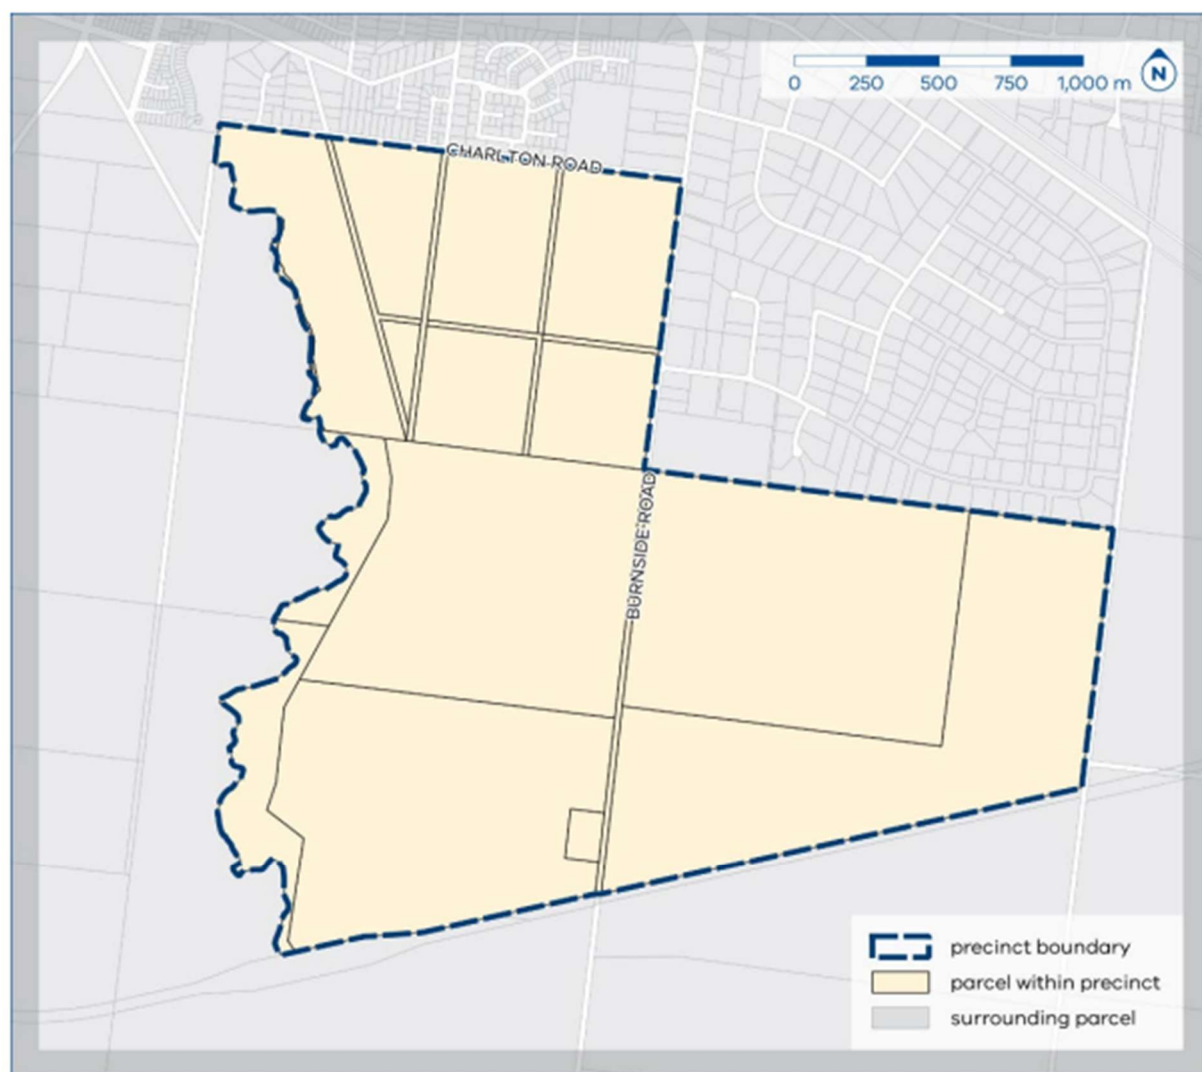 0 250 500 750 1,000 m
N
CHARLTON ROAD
BURNSIDE ROAD
precinct boundary
parcel within precinct
surrounding parcel